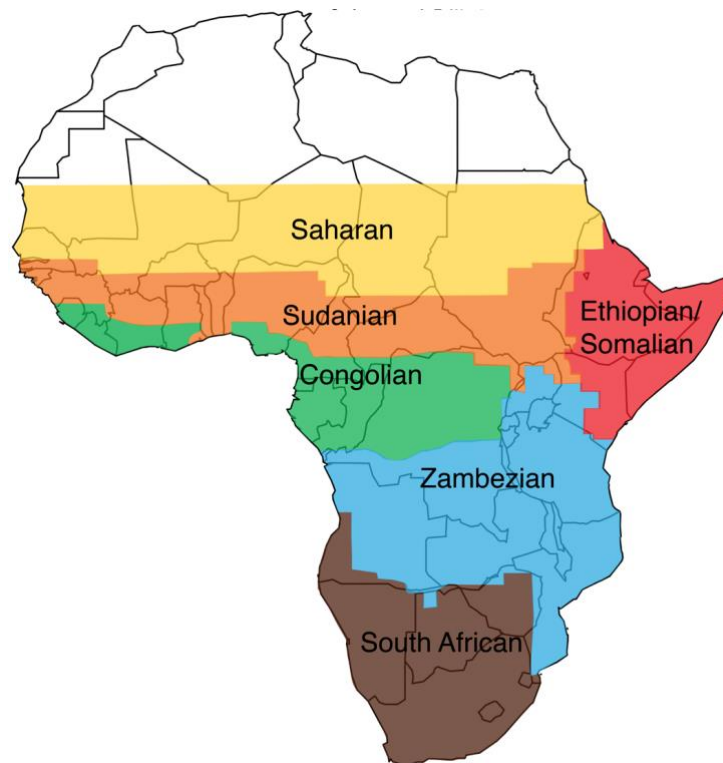 Saharan
Sudanian
Ethiopian/
Somalian
Congolian
Zambezian
South African